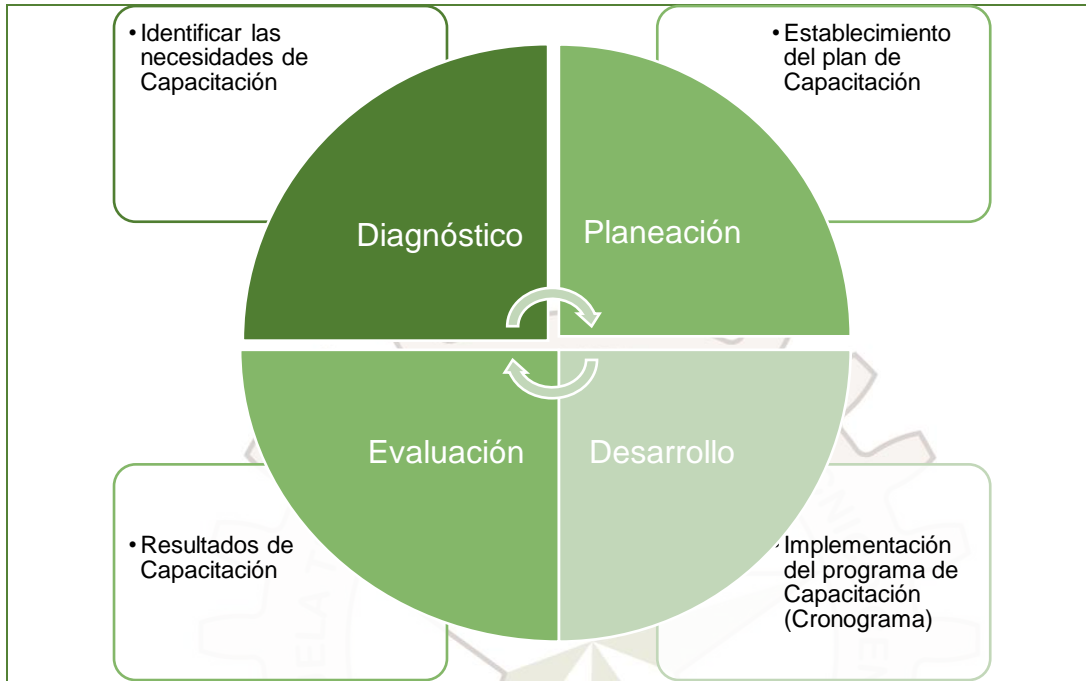 • Identificar las
necesidades de
Capacitación
• Establecimiento
del plan de
Capacitación
Diagnóstico
Planeación
Evaluación
Desarrollo
• Resultados de
Capacitación
• Implementación
del programa de
Capacitación
(Cronograma)